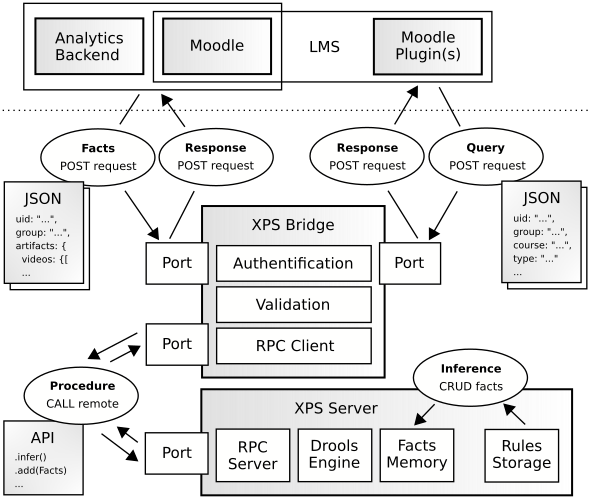 Analytics
Backend
Moodle
LMS
Moodle
Plugin(s)
Facts
POST request
Response
POST request
Response
POST request
Query
POST request
JSON
uid: "...",
group: "...",
artifacts: {
videos: {[
...
JSON
uid: "...",
group: "...",
course: "...",
type: "..."
...
XPS Bridge
Port
Authentification
Port
Validation
Port
RPC Client
Procedure
CALL remote
Inference
CRUD facts
API
.infer()
.add(Facts)
...
XPS Server
Port
RPC
Server
Drools
Engine
Facts
Memory
Rules
Storage